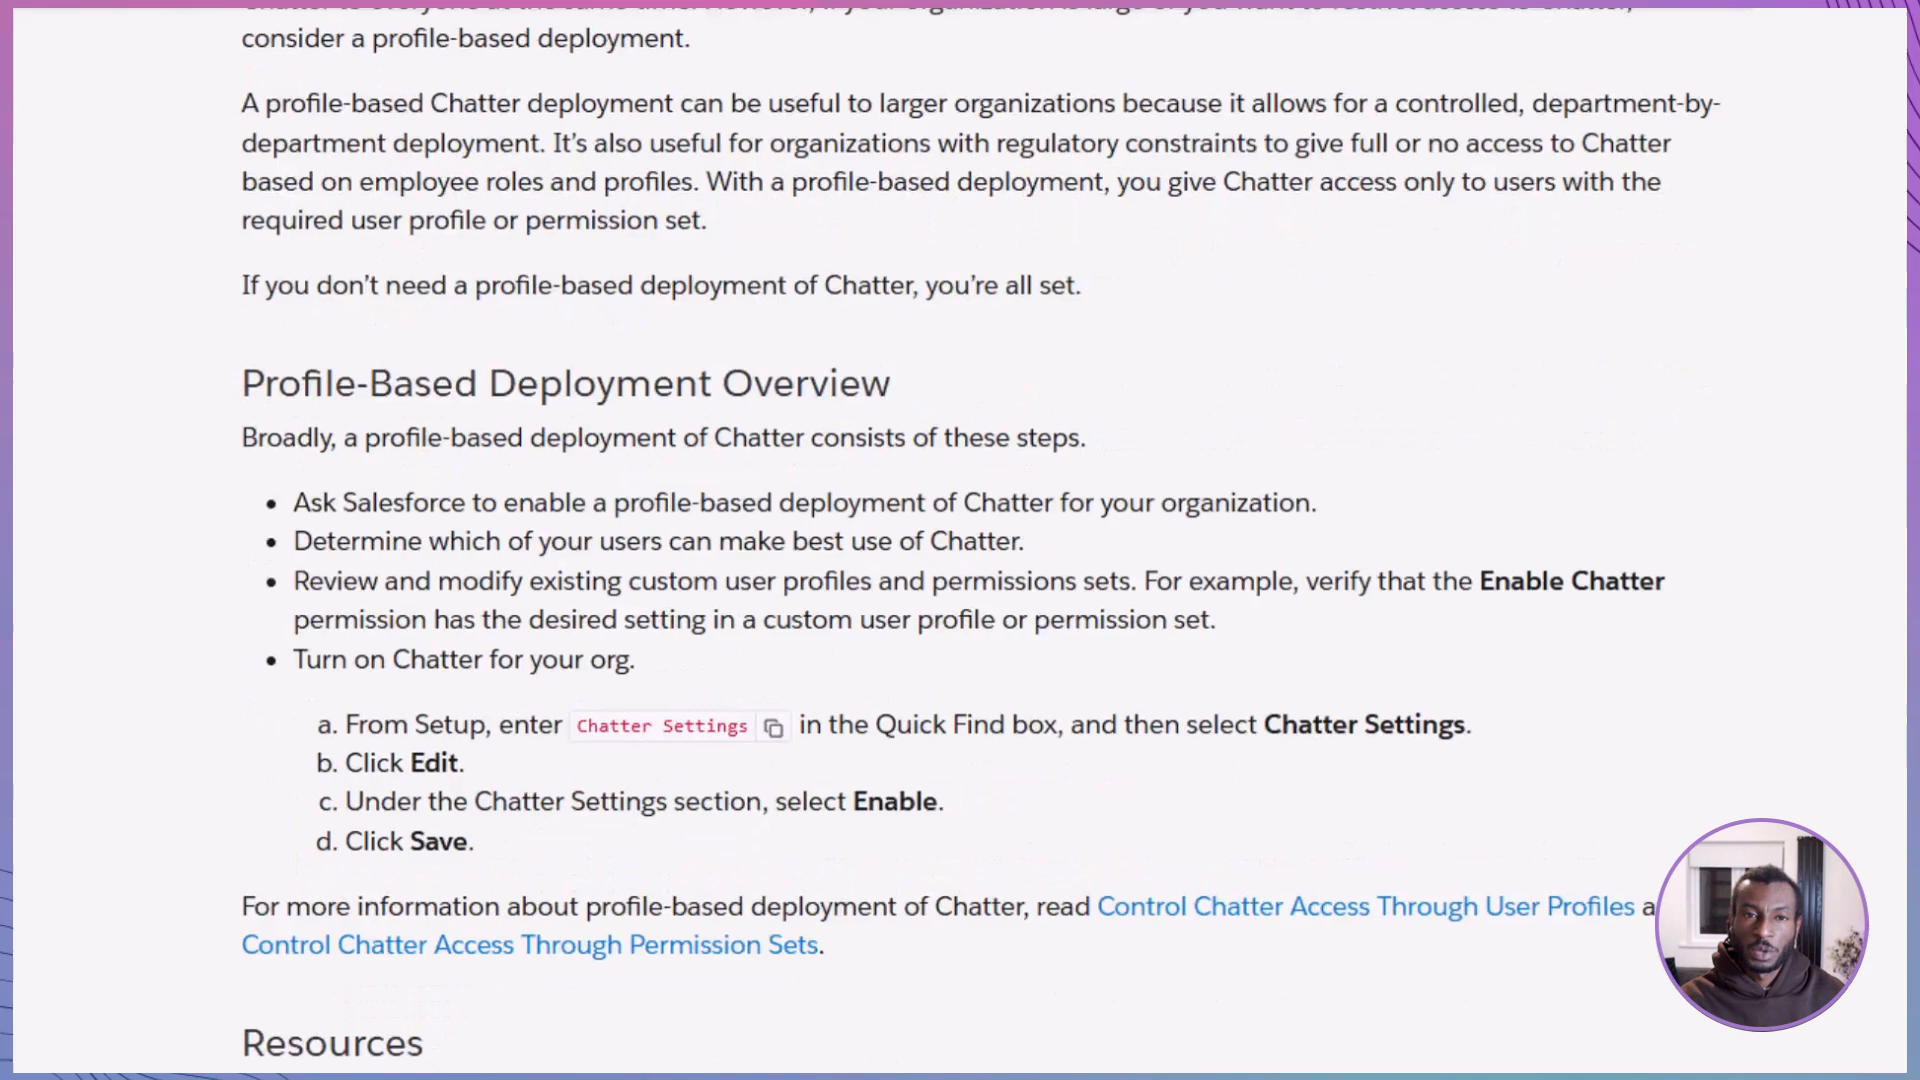 consider a profile-based deployment.
A profile-based Chatter deployment can be useful to larger organizations because it allows for a controlled, department-by-
department deployment. It’s also useful for organizations with regulatory constraints to give full or no access to Chatter
based on employee roles and profiles. With a profile-based deployment, you give Chatter access only to users with the
required user profile or permission set.
If you don’t need a profile-based deployment of Chatter, you’re all set.
Profile-Based Deployment Overview
Broadly, a profile-based deployment of Chatter consists of these steps.
• Ask Salesforce to enable a profile-based deployment of Chatter for your organization.
• Determine which of your users can make best use of Chatter.
• Review and modify existing custom user profiles and permissions sets. For example, verify that the Enable Chatter
permission has the desired setting in a custom user profile or permission set.
• Turn on Chatter for your org.
a. From Setup, enter Chatter Settings in the Quick Find box, and then select Chatter Settings.
b. Click Edit.
c. Under the Chatter Settings section, select Enable.
d. Click Save.
For more information about profile-based deployment of Chatter, read Control Chatter Access Through User Profiles a
Control Chatter Access Through Permission Sets.
Resources